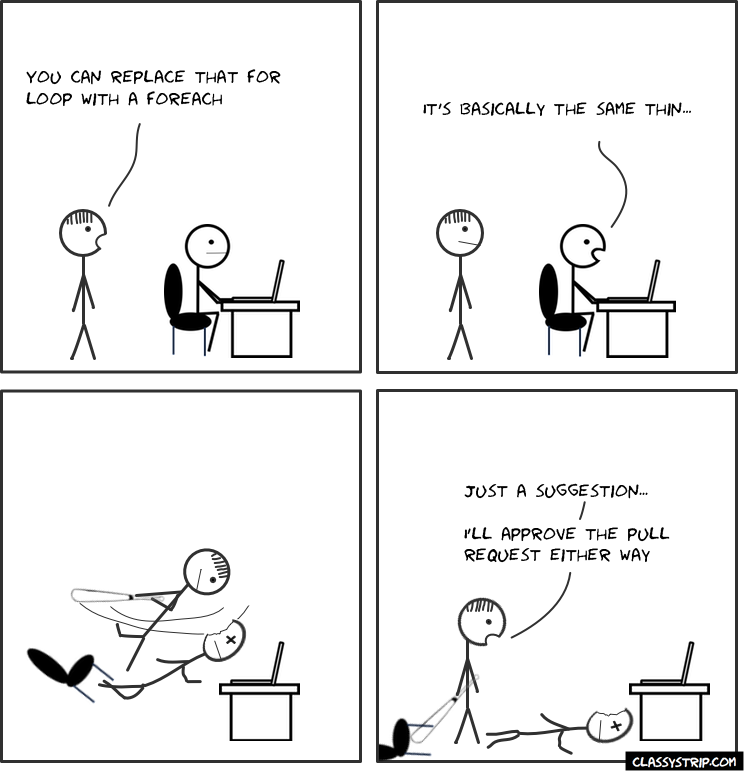 YOU CAN REPLACE THAT FOR
LOOP WITH A FOREACH
IT'S BASICALLY THE SAME THIN...
JUST A SUGGESTION...
I'LL APPROVE THE PULL
REQUEST EITHER WAY
CLASSYSTRIP.COM